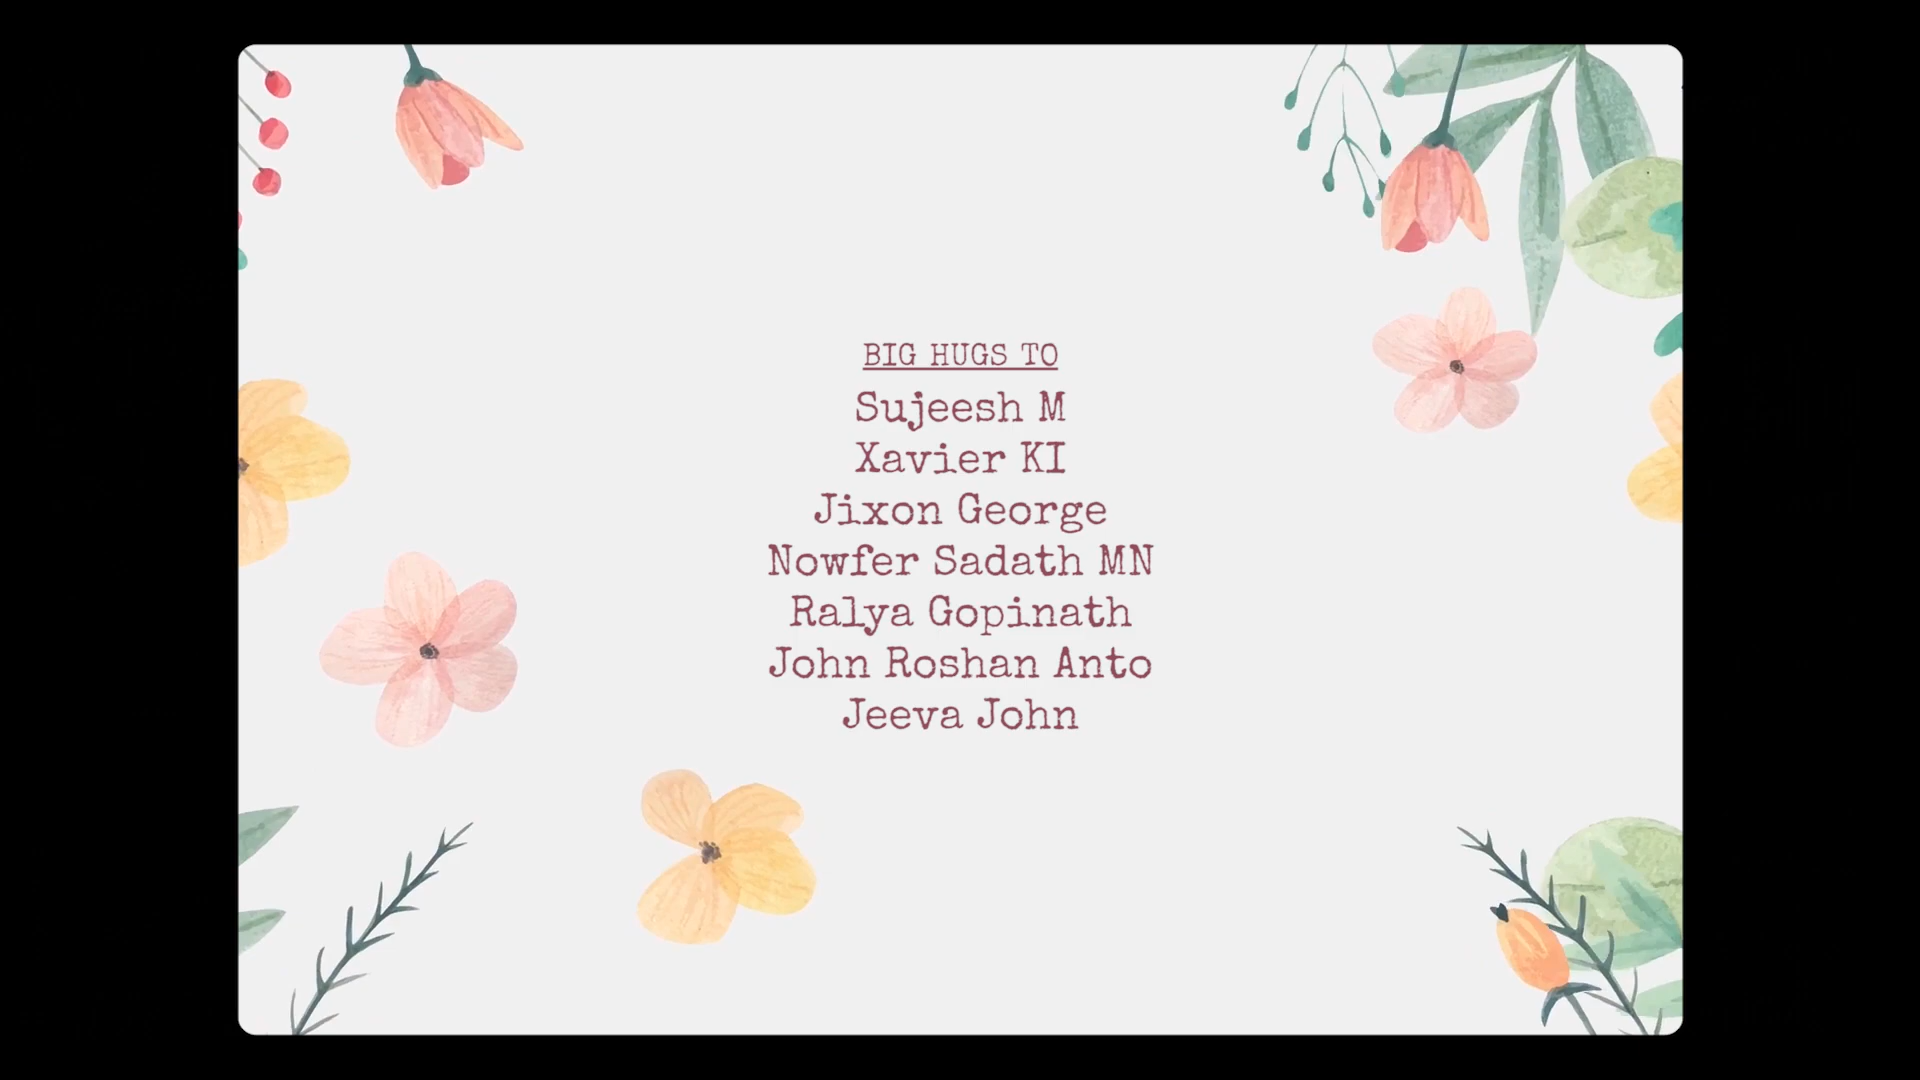 BIG HUGS TO
Sujeesh M
Xavier KI
Jixon George
Nowfer Sadath MN
Ralya Gopinath
John Roshan Anto
Jeeva John